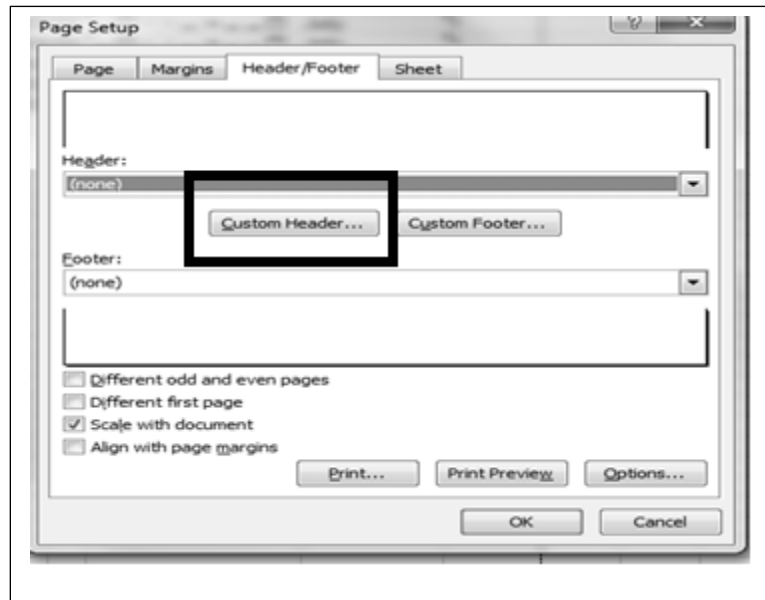 Page Setup
Page Margins Header/Footer Sheet
Header:
(none)
Custom Header... Custom Footer...
Footer:
(none)
Different odd and even pages
Different first page
Scale with document
Align with page margins
Print... Print Preview Options...
OK Cancel